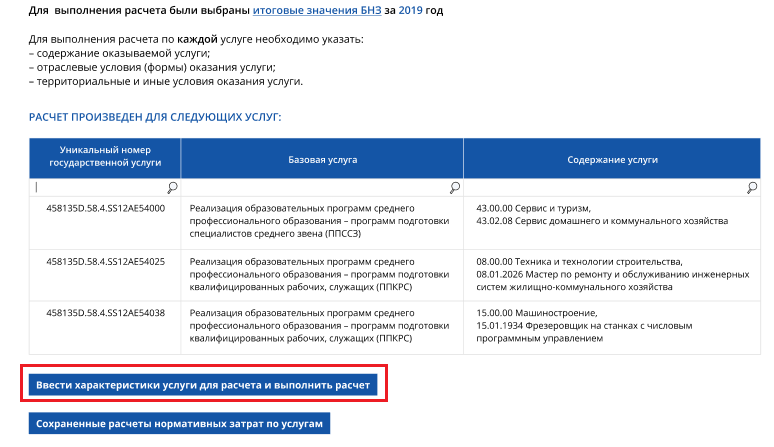 Для выполнения расчета были выбраны итоговые значения БНЗ за 2019 год
Для выполнения расчета по каждой услуге необходимо указать:
– содержание оказываемой услуги;
– отраслевые условия (формы) оказания услуги;
– территориальные и иные условия оказания услуги.
РАСЧЕТ ПРОИЗВЕДЕН ДЛЯ СЛЕДУЮЩИХ УСЛУГ:
Уникальный номер
государственной услуги
Базовая услуга
Содержание услуги
458135D.58.4.SS12AE54000
Реализация образовательных программ среднего
профессионального образования – программ подготовки
специалистов среднего звена (ППССЗ)
43.00.00 Сервис и туризм,
43.02.08 Сервис домашнего и коммунального хозяйства
458135D.58.4.SS12AE54025
Реализация образовательных программ среднего
профессионального образования – программ подготовки
квалифицированных рабочих, служащих (ППКРС)
08.00.00 Техника и технологии строительства,
08.01.2026 Мастер по ремонту и обслуживанию инженерных
систем жилищно-коммунального хозяйства
458135D.58.4.SS12AE54038
Реализация образовательных программ среднего
профессионального образования – программ подготовки
квалифицированных рабочих, служащих (ППКРС)
15.00.00 Машиностроение,
15.01.1934 Фрезеровщик на станках с числовым
программным управлением
Ввести характеристики услуги для расчета и выполнить расчет
Сохраненные расчеты нормативных затрат по услугам